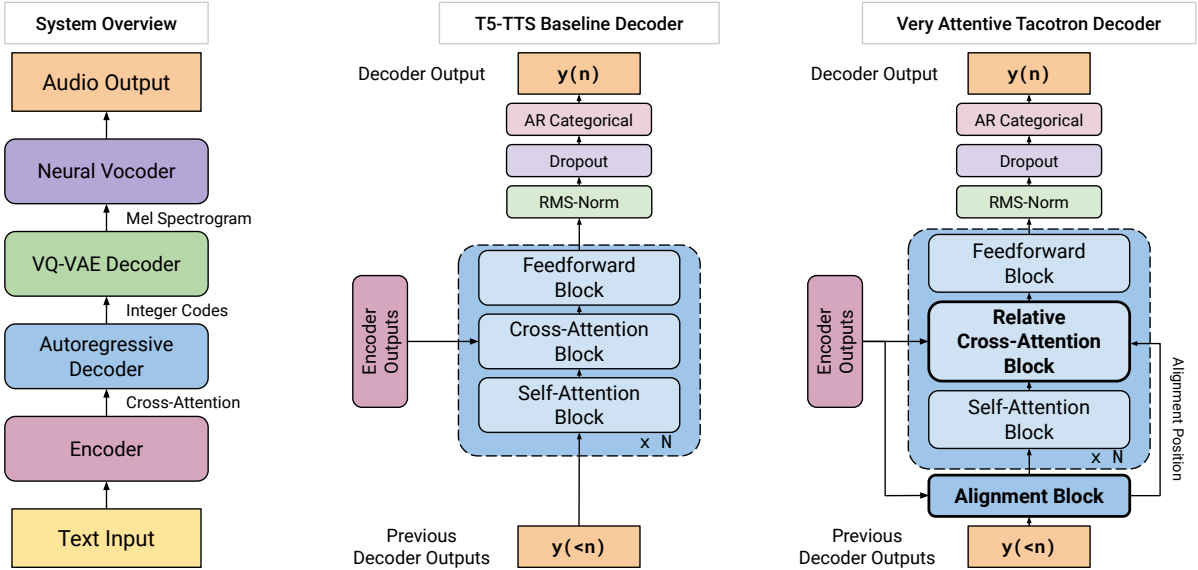 System Overview
Audio Output
Neural Vocoder
Mel Spectrogram
VQ-VAE Decoder
Integer Codes
Autoregressive
Decoder
Cross-Attention
Encoder
Text Input
T5-TTS Baseline Decoder
Decoder Output
y(n)
AR Categorical
Dropout
RMS-Norm
Feedforward
Block
Encoder
Outputs
Cross-Attention
Block
Self-Attention
Block
x N
Previous
Decoder Outputs
y(<n)
Very Attentive Tacotron Decoder
Decoder Output
y(n)
AR Categorical
Dropout
RMS-Norm
Feedforward
Block
Encoder
Outputs
Relative
Cross-Attention
Block
Self-Attention
Block
x N
Alignment Position
Alignment Block
Previous
Decoder Outputs
y(<n)